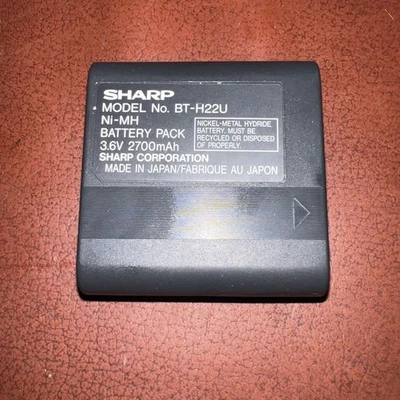 SHARP
MODEL No. BT-H22U
Ni-MH
BATTERY PACK
3.6V 2700mAh
SHARP CORPORATION
MADE IN JAPAN/FABRIQUE AU JAPON
NICKEL-METAL HYDRIDE
BATTERY. MUST BE
RECYCLED OR DISPOSED
OF PROPERLY.